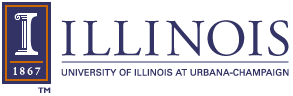 I
ILLINOIS
1867
UNIVERSITY OF ILLINOIS AT URBANA-CHAMPAIGN
TM